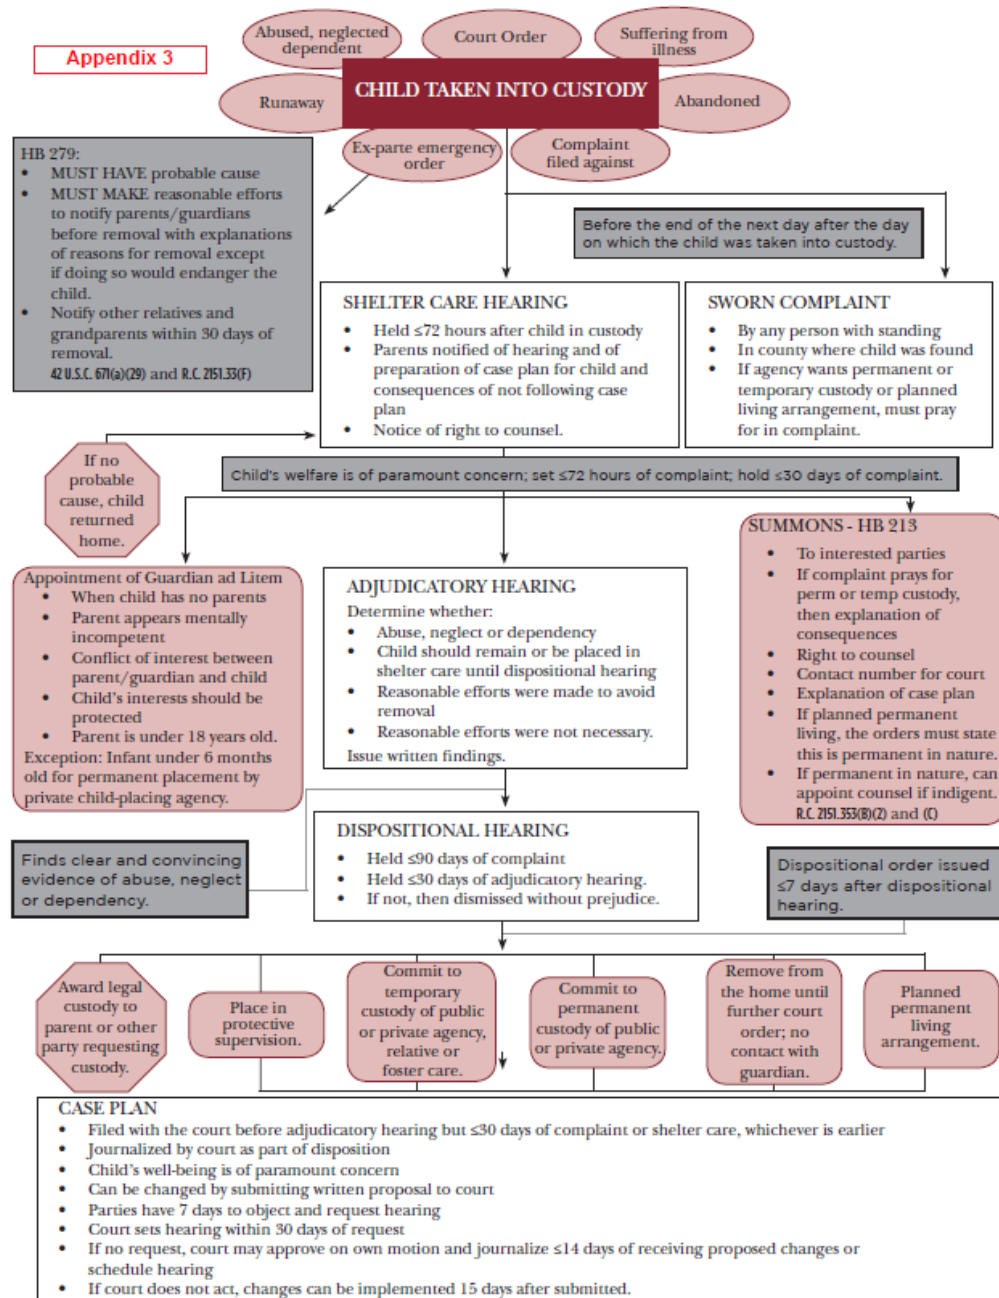 Appendix 3
Abused, neglected
dependent
Court Order
Suffering from
illness
Runaway
CHILD TAKEN INTO CUSTODY
Abandoned
Ex-parte emergency
order
Complaint
filed against
HB 279:
• MUST HAVE probable cause
• MUST MAKE reasonable efforts
to notify parents/guardians
before removal with explanations
of reasons for removal except
if doing so would endanger the
child.
• Notify other relatives and
grandparents within 30 days of
removal.
42 U.S.C. 671(a)(29) and R.C. 2151.33(F)
Before the end of the next day after the day
on which the child was taken into custody.
SHELTER CARE HEARING
• Held ≤72 hours after child in custody
• Parents notified of hearing and of
preparation of case plan for child and
consequences of not following case
plan
• Notice of right to counsel.
SWORN COMPLAINT
• By any person with standing
• In county where child was found
• If agency wants permanent or
temporary custody or planned
living arrangement, must pray
for in complaint.
If no
probable
cause, child
returned
home.
Child's welfare is of paramount concern; set ≤72 hours of complaint; hold ≤30 days of complaint.
Appointment of Guardian ad Litem
• When child has no parents
• Parent appears mentally
incompetent
• Conflict of interest between
parent/guardian and child
• Child's interests should be
protected
• Parent is under 18 years old.
Exception: Infant under 6 months
old for permanent placement by
private child-placing agency.
ADJUDICATORY HEARING
Determine whether:
• Abuse, neglect or dependency
• Child should remain or be placed in
shelter care until dispositional hearing
• Reasonable efforts were made to avoid
removal
• Reasonable efforts were not necessary.
Issue written findings.
SUMMONS - HB 213
• To interested parties
• If complaint prays for
perm or temp custody,
then explanation of
consequences
• Right to counsel
• Contact number for court
• Explanation of case plan
• If planned permanent
living, the orders must state
this is permanent in nature.
• If permanent in nature, can
appoint counsel if indigent.
R.C. 2151.353(B)(2) and (C)
Finds clear and convincing
evidence of abuse, neglect
or dependency.
DISPOSITIONAL HEARING
• Held ≤90 days of complaint
• Held ≤30 days of adjudicatory hearing.
• If not, then dismissed without prejudice.
Dispositional order issued
≤7 days after dispositional
hearing.
Award legal
custody to
parent or other
party requesting
custody.
Place in
protective
supervision.
Commit to
temporary
custody of public
or private agency,
relative or
foster care.
Commit to
permanent
custody of public
or private agency.
Remove from
the home until
further court
order; no
contact with
guardian.
Planned
permanent
living
arrangement.
CASE PLAN
• Filed with the court before adjudicatory hearing but ≤30 days of complaint or shelter care, whichever is earlier
• Journalized by court as part of disposition
• Child's well-being is of paramount concern
• Can be changed by submitting written proposal to court
• Parties have 7 days to object and request hearing
• Court sets hearing within 30 days of request
• If no request, court may approve on own motion and journalize ≤14 days of receiving proposed changes or
schedule hearing
• If court does not act, changes can be implemented 15 days after submitted.